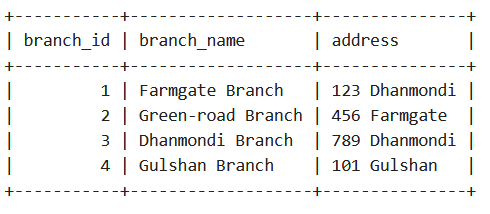 +-----------+-------------------+---------------+
| branch_id | branch_name       | address       |
+-----------+-------------------+---------------+
|         1 | Farmgate Branch   | 123 Dhanmondi |
|         2 | Green-road Branch | 456 Farmgate  |
|         3 | Dhanmondi Branch  | 789 Dhanmondi |
|         4 | Gulshan Branch    | 101 Gulshan   |
+-----------+-------------------+---------------+